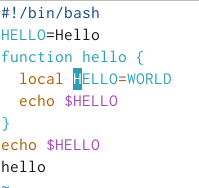 #!/bin/bash
HELLO=Hello
function hello {
  local HELLO=WORLD
  echo $HELLO
}
echo $HELLO
hello
~